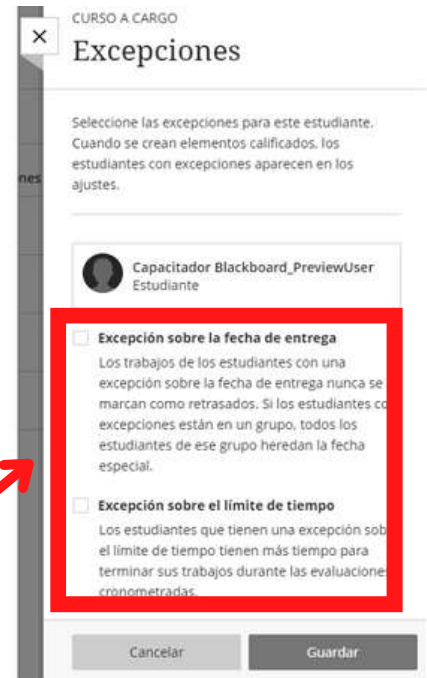 CURSO A CARGO
×
Excepciones
Seleccione las excepciones para este estudiante.
Cuando se crean elementos calificados, los
nes
estudiantes con excepciones aparecen en los
ajustes.
Capacitador Blackboard_PreviewUser
Estudiante
Excepción sobre la fecha de entrega
Los trabajos de los estudiantes con una
excepción sobre la fecha de entrega nunca se
marcan como retrasados. Si los estudiantes co
excepciones están en un grupo, todos los
estudiantes de ese grupo heredan la fecha
especial.
Excepción sobre el límite de tiempo
Los estudiantes que tienen una excepción sob
el límite de tiempo tienen más tiempo para
terminar sus trabajos durante las evaluacione
cronometradas.
Cancelar Guardar